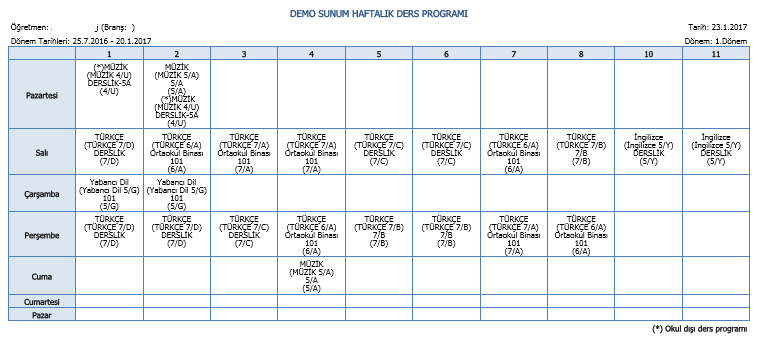 DEMO SUNUM HAFTALIK DERS PROGRAMI
Öğretmen: . j (Branş: )
Tarih: 23.1.2017
Dönem Tarihleri: 25.7.2016 - 20.1.2017
Dönem: 1.Dönem
1 2 3 4 5 6 7 8 10 11
Pazartesi
(*)MÜZİK
(MÜZİK 4/U)
DERSLİK-5A
(4/U)
MÜZİK
(MÜZİK 5/A)
5/A
(5/A)
(*)MÜZİK
(MÜZİK 4/U)
DERSLİK-5A
(4/U)
Salı
TÜRKÇE
(TÜRKÇE 7/D)
DERSLİK
(7/D)
TÜRKÇE
(TÜRKÇE 6/A)
Ortaokul Binası
101
(6/A)
TÜRKÇE
(TÜRKÇE 7/A)
Ortaokul Binası
101
(7/A)
TÜRKÇE
(TÜRKÇE 7/A)
Ortaokul Binası
101
(7/A)
TÜRKÇE
(TÜRKÇE 7/C)
DERSLİK
(7/C)
TÜRKÇE
(TÜRKÇE 7/C)
DERSLİK
(7/C)
TÜRKÇE
(TÜRKÇE 6/A)
Ortaokul Binası
101
(6/A)
TÜRKÇE
(TÜRKÇE 7/B)
7/B
(7/B)
İngilizce
(İngilizce 5/Y)
DERSLİK
(5/Y)
İngilizce
(İngilizce 5/Y)
DERSLİK
(5/Y)
Çarşamba
Yabancı Dil
(Yabancı Dil 5/G)
101
(5/G)
Yabancı Dil
(Yabancı Dil 5/G)
101
(5/G)
Perşembe
TÜRKÇE
(TÜRKÇE 7/D)
DERSLİK
(7/D)
TÜRKÇE
(TÜRKÇE 7/D)
DERSLİK
(7/D)
TÜRKÇE
(TÜRKÇE 7/C)
DERSLİK
(7/C)
TÜRKÇE
(TÜRKÇE 6/A)
Ortaokul Binası
101
(6/A)
TÜRKÇE
(TÜRKÇE 7/B)
7/B
(7/B)
TÜRKÇE
(TÜRKÇE 7/B)
7/B
(7/B)
TÜRKÇE
(TÜRKÇE 7/A)
Ortaokul Binası
101
(7/A)
TÜRKÇE
(TÜRKÇE 6/A)
Ortaokul Binası
101
(6/A)
Cuma
MÜZİK
(MÜZİK 5/A)
5/A
(5/A)
Cumartesi
Pazar
(*) Okul dışı ders programı